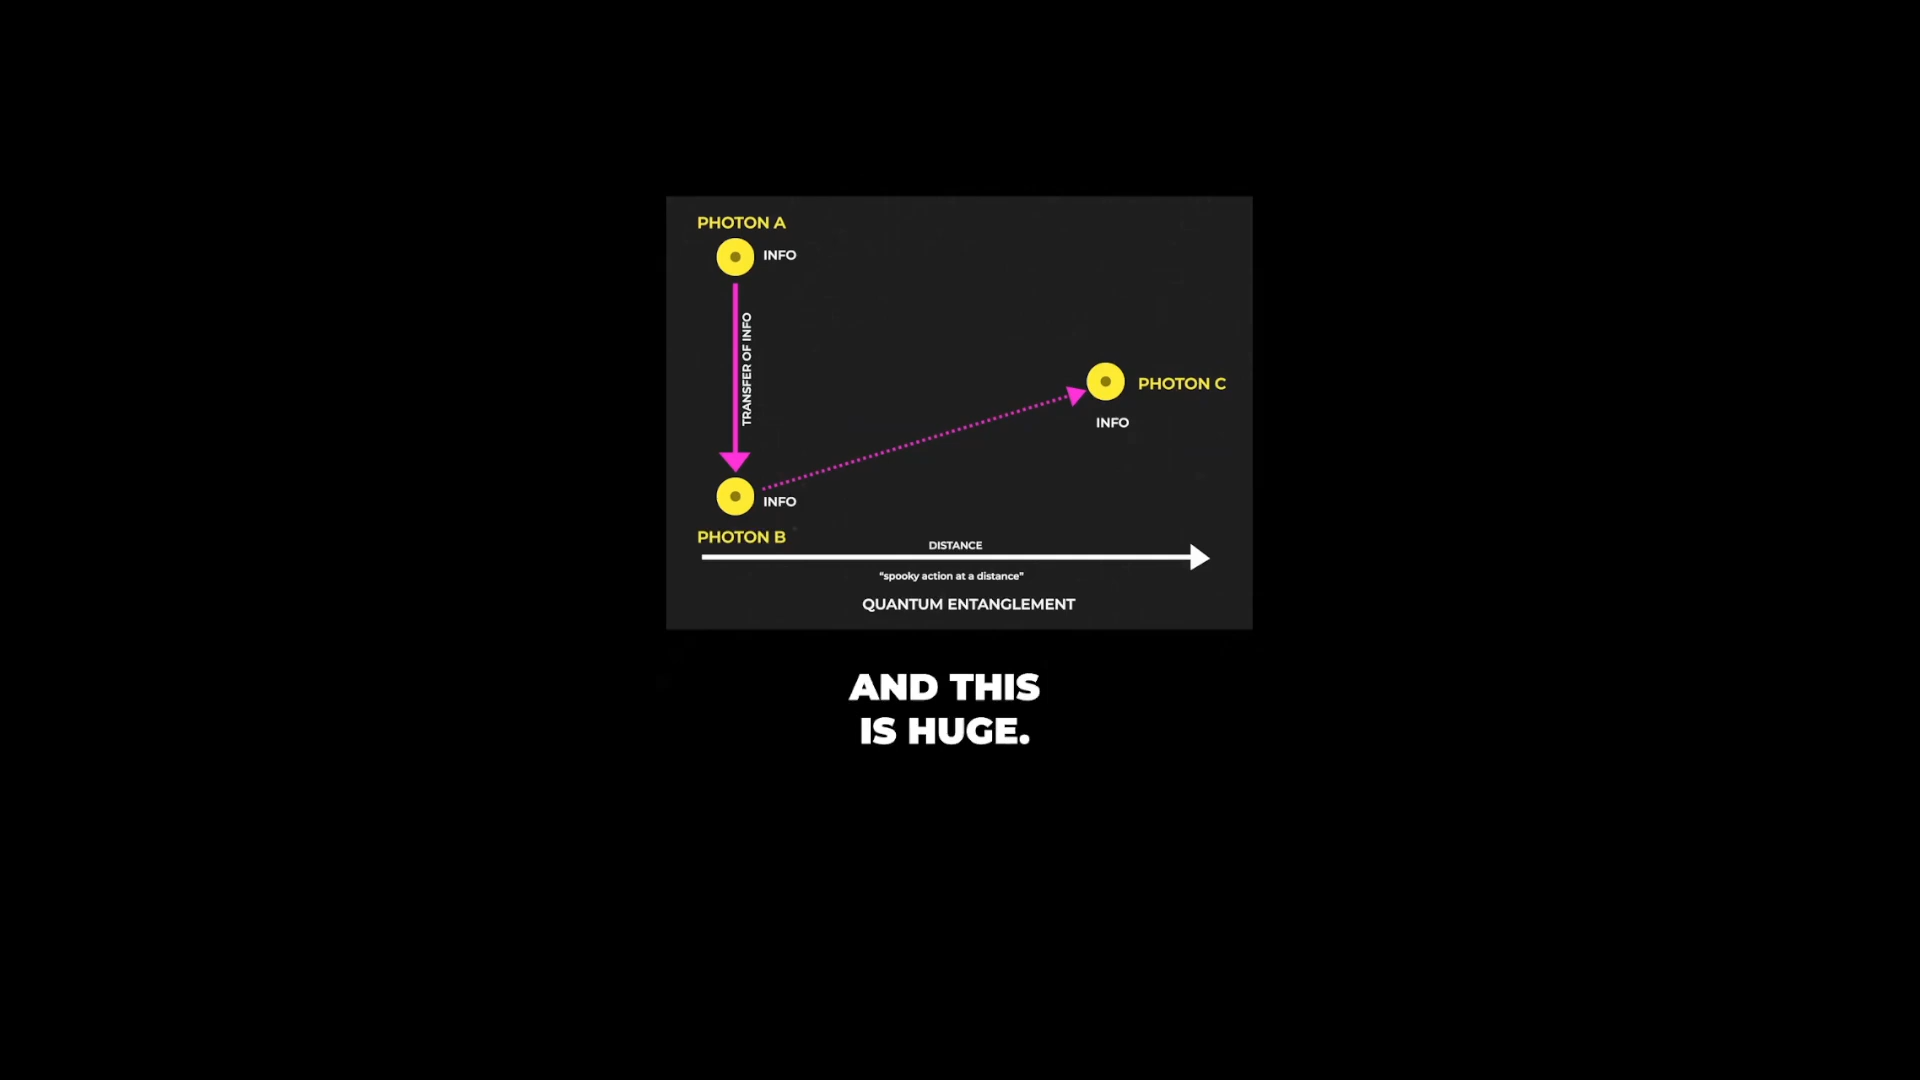 PHOTON A
INFO
TRANSFER OF INFO
PHOTON C
INFO
INFO
PHOTON B
DISTANCE
"spooky action at a distance"
QUANTUM ENTANGLEMENT
AND THIS
IS HUGE.